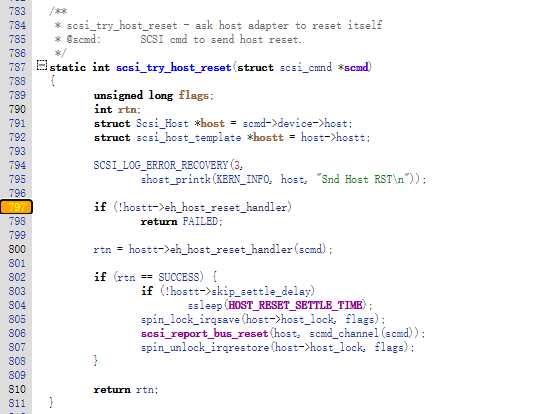 783 /**
784 * scsi_try_host_reset - ask host adapter to reset itself
785 * @scmd: SCSI cmd to send host reset.
786 */
787 static int scsi_try_host_reset(struct scsi_cmnd *scmd)
788 {
789 unsigned long flags;
790 int rtn;
791 struct Scsi_Host *host = scmd->device->host;
792 struct scsi_host_template *hostt = host->hostt;
793
794 SCSI_LOG_ERROR_RECOVERY(3,
795 shost_printk(KERN_INFO, host, "Snd Host RST\n"));
796
797 if (!hostt->eh_host_reset_handler)
798 return FAILED;
799
800 rtn = hostt->eh_host_reset_handler(scmd);
801
802 if (rtn == SUCCESS) {
803 if (!hostt->skip_settle_delay)
804 ssleep(HOST_RESET_SETTLE_TIME);
805 spin_lock_irqsave(host->host_lock, flags);
806 scsi_report_bus_reset(host, scmd_channel(scmd));
807 spin_unlock_irqrestore(host->host_lock, flags);
808 }
809
810 return rtn;
811 }